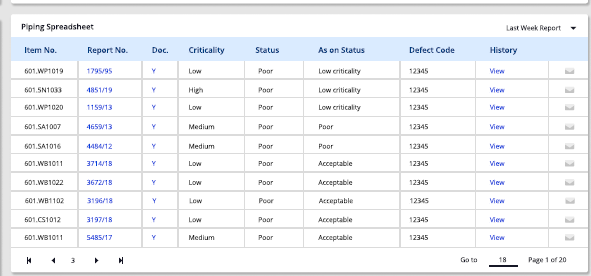 Piping Spreadsheet
Last Week Report
Item No. Report No. Doc. Criticality Status As on Status Defect Code History
601.WP1019 1795/95 Y Low Poor Low criticality 12345 View
601.SN1033 4851/19 Y High Poor Low criticality 12345 View
601.WP1020 1159/13 Y Low Poor Low criticality 12345 View
601.SA1007 4659/13 Y Medium Poor Poor 12345 View
601.SA1016 4484/12 Y Medium Poor Poor 12345 View
601.WB1011 3714/18 Y Low Poor Acceptable 12345 View
601.WB1022 3672/18 Y Low Poor Acceptable 12345 View
601.WB1102 3196/18 Y Low Poor Acceptable 12345 View
601.CS1012 3197/18 Y Low Poor Acceptable 12345 View
601.WB1011 5485/17 Y Medium Poor Acceptable 12345 View
3 Go to 18 Page 1 of 20